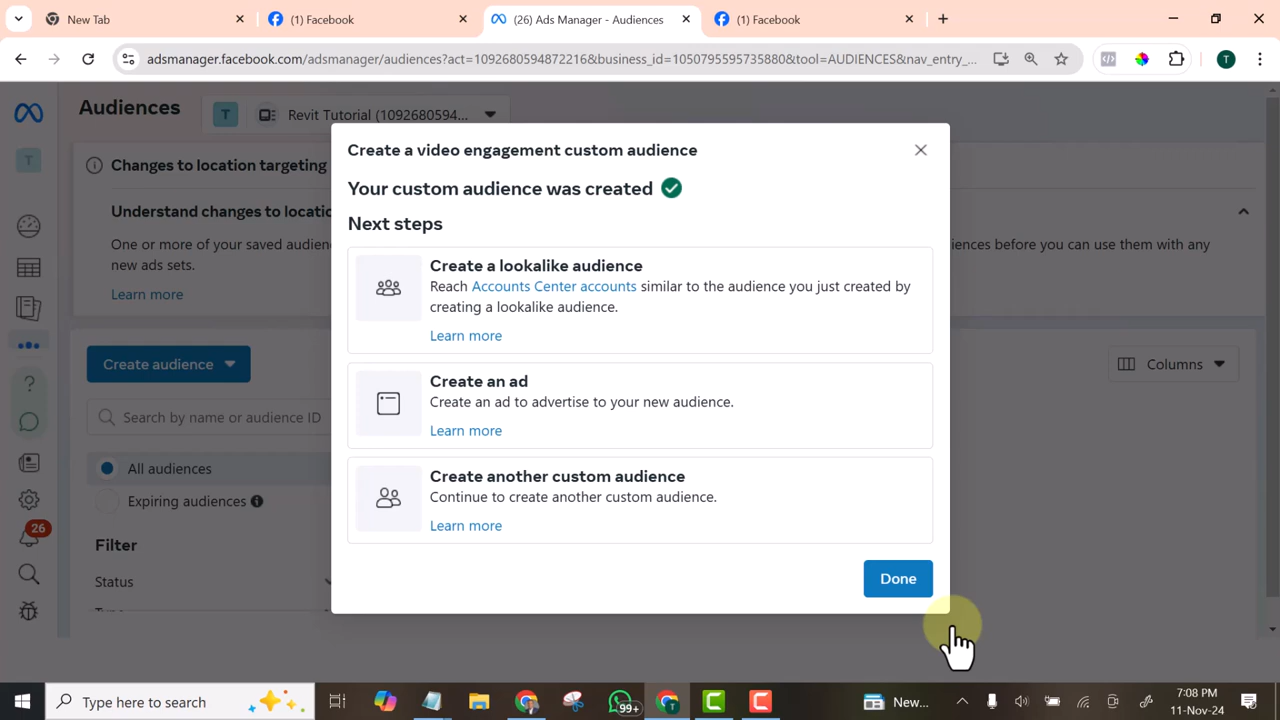 New Tab
(1) Facebook
(26) Ads Manager - Audiences
(1) Facebook
adsmanager.facebook.com/adsmanager/audiences?act=1092680594872216&business_id=1050795595735880&tool=AUDIENCES&nav_entry_...
T
Audiences
T
Revit Tutorial (1092680594...
T
Changes to location targeting
Understand changes to locatio
One or more of your saved audien
iences before you can use them with any
new ads sets.
Learn more
Create a video engagement custom audience
Your custom audience was created
Next steps
Create a lookalike audience
Reach Accounts Center accounts similar to the audience you just created by
creating a lookalike audience.
Learn more
Create an ad
Create an ad to advertise to your new audience.
Learn more
Create another custom audience
Continue to create another custom audience.
Learn more
Done
Create audience
Columns
Search by name or audience ID
All audiences
Expiring audiences
Filter
Status
26
Type here to search
99+
New...
7:08 PM
11-Nov-24